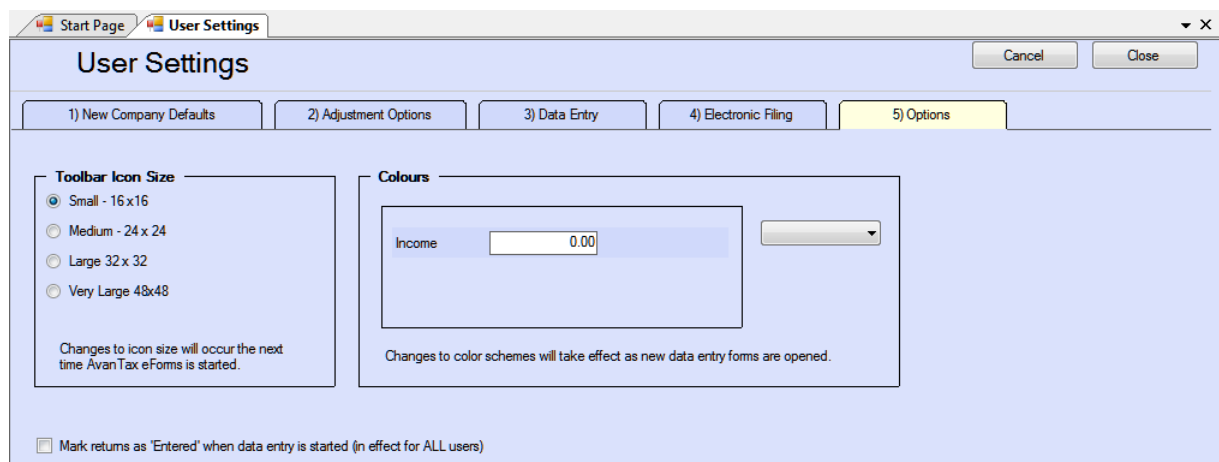 Start Page
User Settings
User Settings
Cancel
Close
1) New Company Defaults
2) Adjustment Options
3) Data Entry
4) Electronic Filing
5) Options
Toolbar Icon Size
Small - 16 x16
Medium - 24 x 24
Large 32 x 32
Very Large 48x48
Changes to icon size will occur the next
time AvanTax eForms is started.
Colours
Income
0.00
Changes to color schemes will take effect as new data entry forms are opened.
Mark returns as 'Entered' when data entry is started (in effect for ALL users)